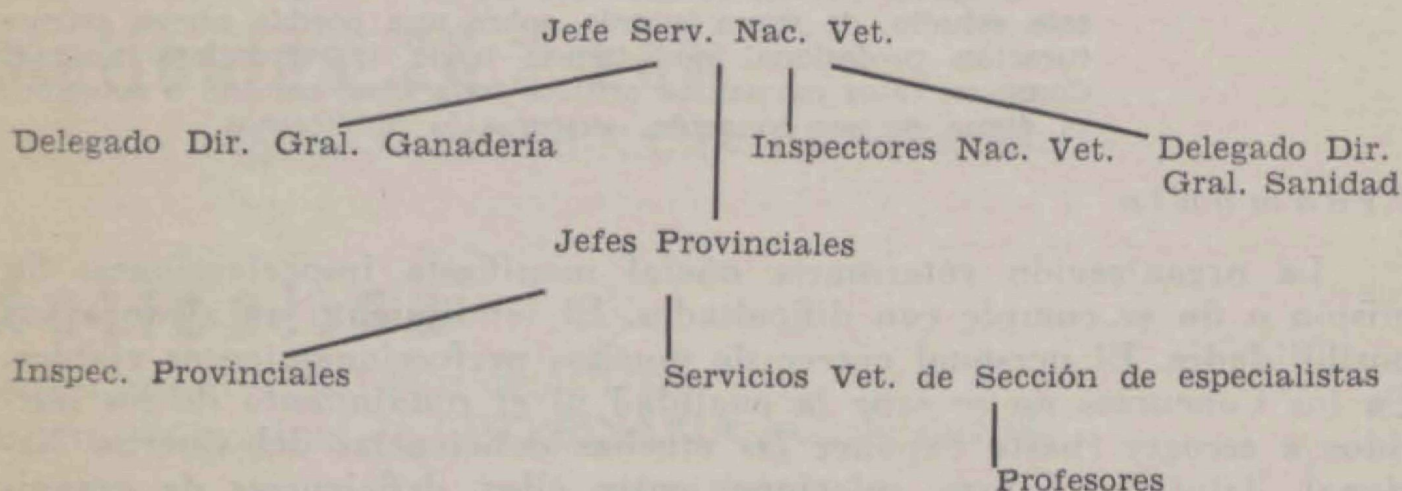 Jefe Serv. Nac. Vet.
Delegado Dir. Gral. Ganadería
Inspectores Nac. Vet.
Delegado Dir.
Gral. Sanidad
Jefes Provinciales
Inspec. Provinciales
Servicios Vet. de Sección de especialistas
Profesores